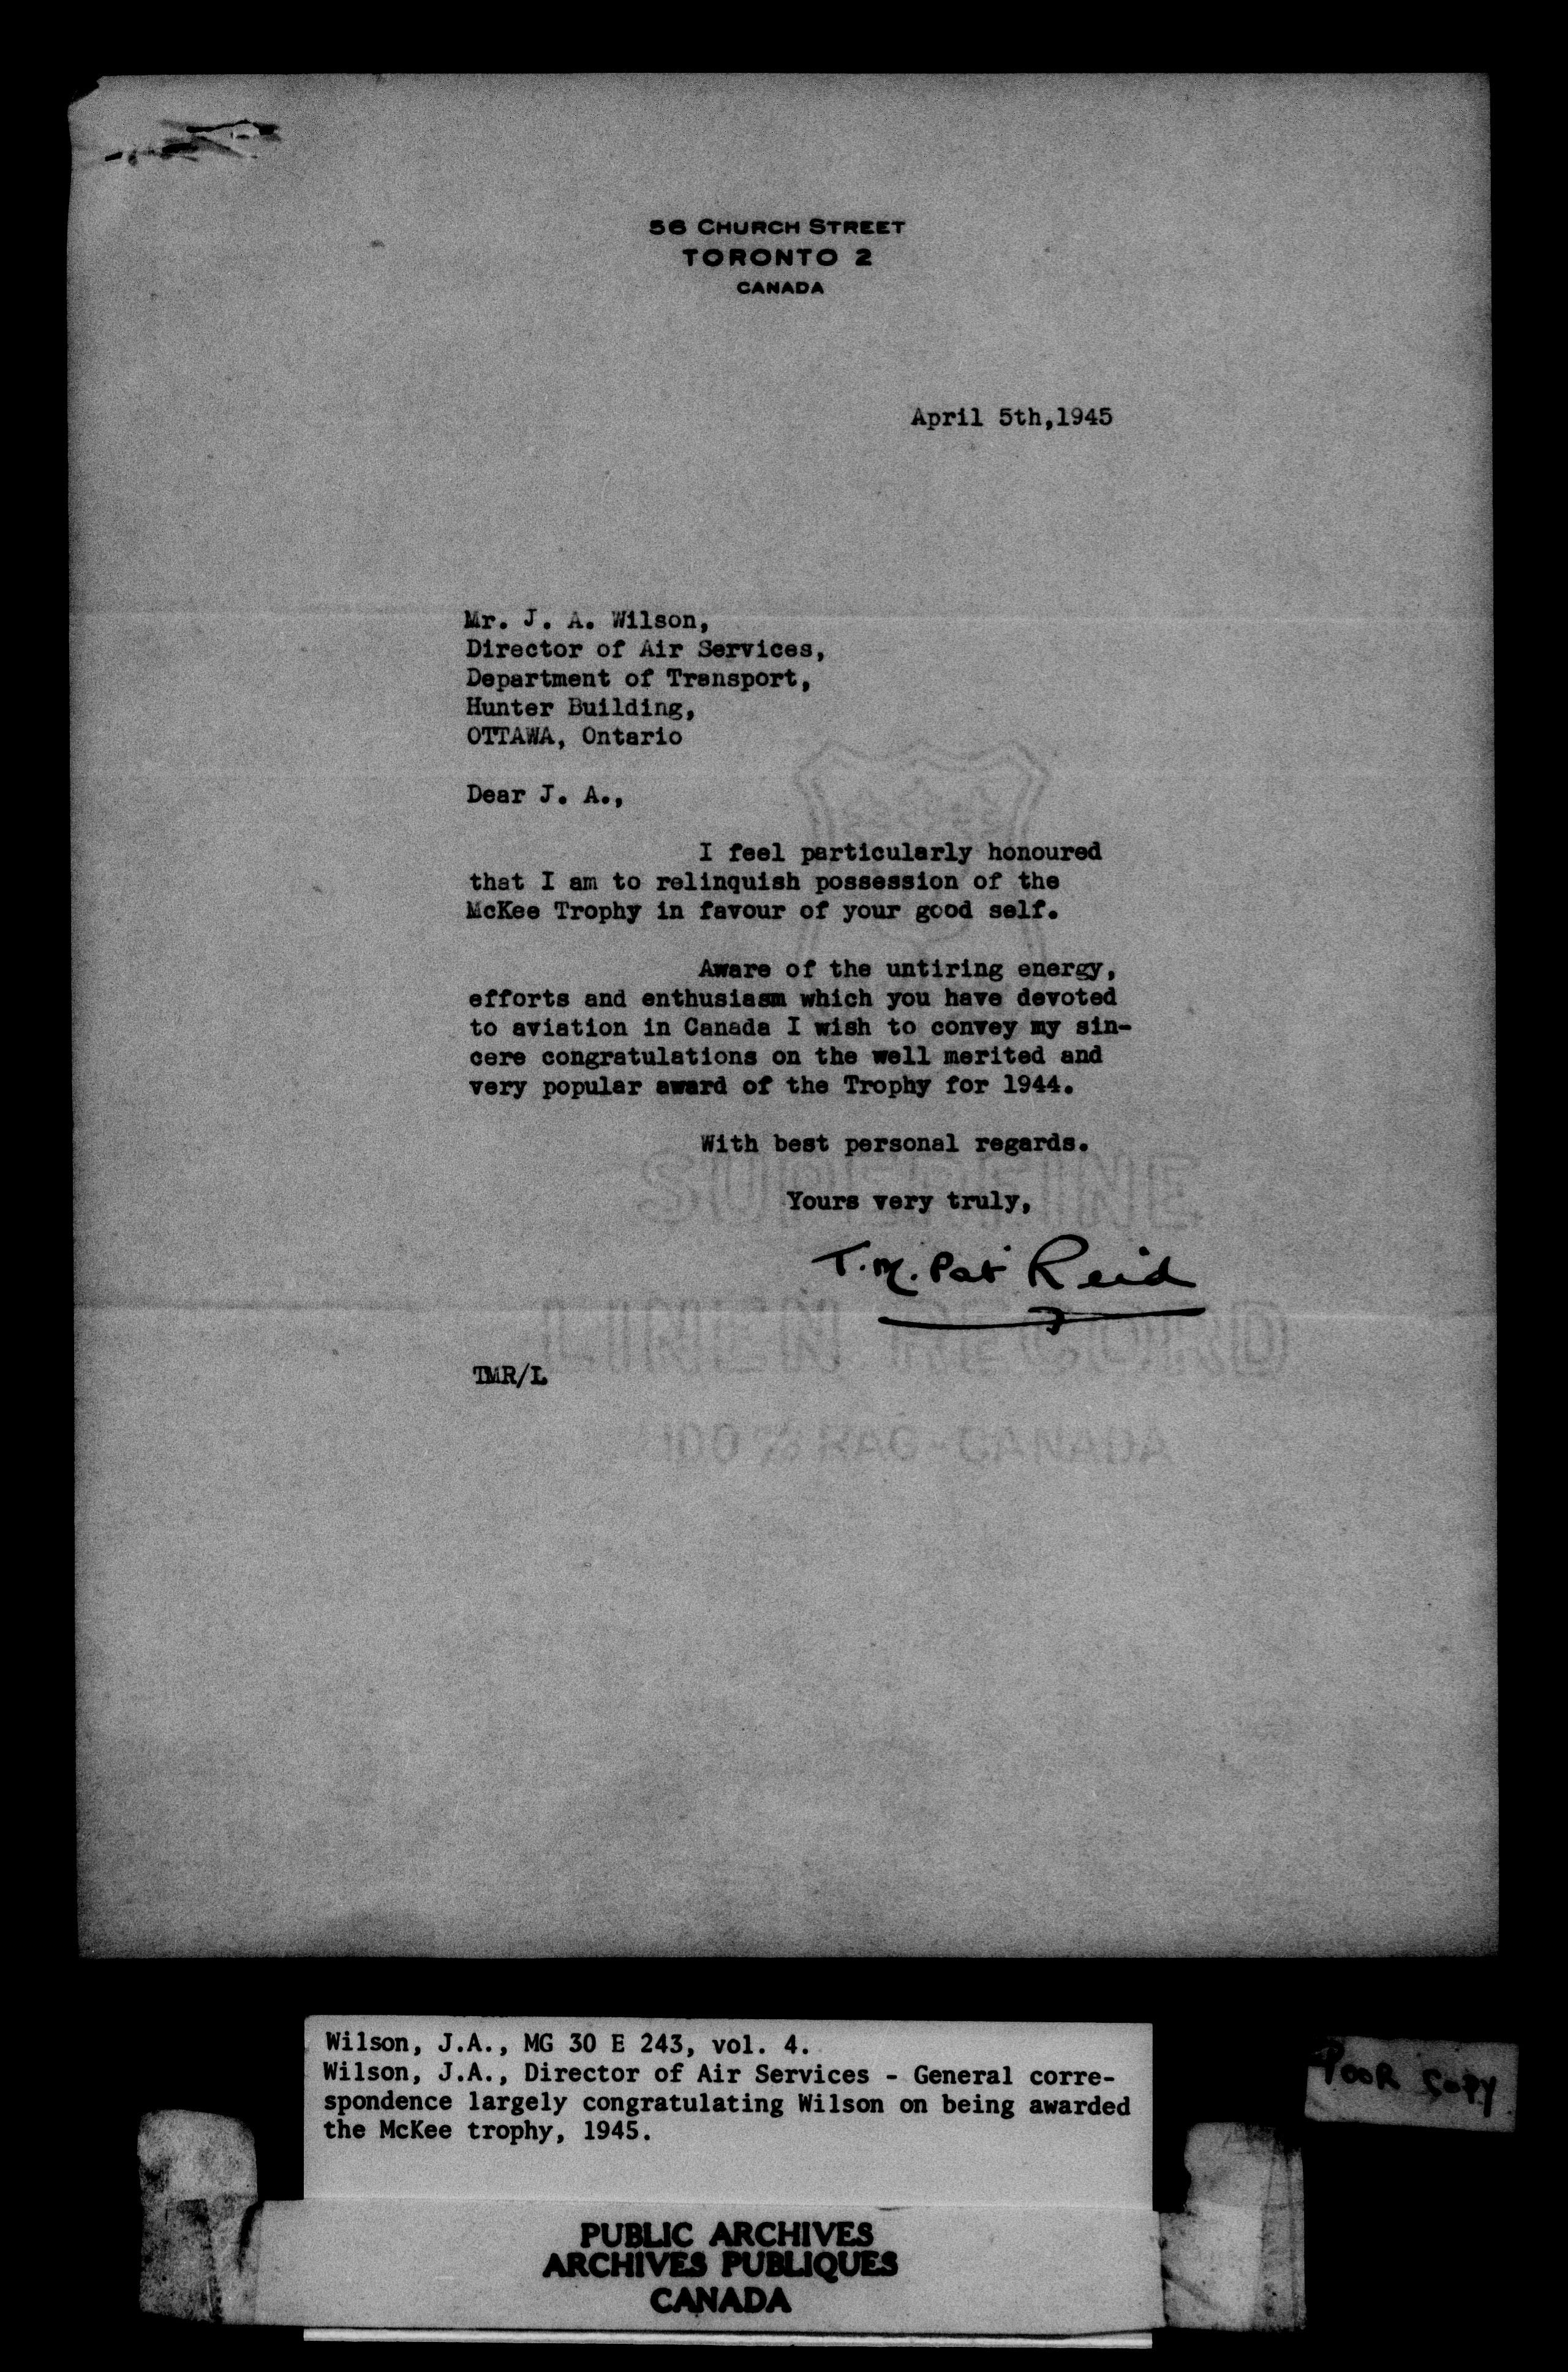 56 CHURCH STREET
TORONTO 2
CANADA
April 5th,1945
Mr. J. A. Wilson,
Director of Air Services,
Department of Transport,
Hunter Building,
OTTAWA, Ontario
Dear J. A.,
I feel particularly honoured
that I am to relinquish possession of the
McKee Trophy in favour of your good self.
Aware of the untiring energy,
efforts and enthusiasm which you have devoted
to aviation in Canada I wish to convey my sin-
cere congratulations on the well merited and
very popular award of the Trophy for 1944.
With best personal regards.
SUPERFINE
Yours very truly,
T.M. "Pat" Reid
LINEN RECORD
TMR/L
100% RAG-CANADA
Wilson, J.A., MG 30 E 243, vol. 4.
Wilson, J.A., Director of Air Services - General corre-
spondence largely congratulating Wilson on being awarded
the McKee trophy, 1945.
POOR COPY
PUBLIC ARCHIVES
ARCHIVES PUBLIQUES
CANADA